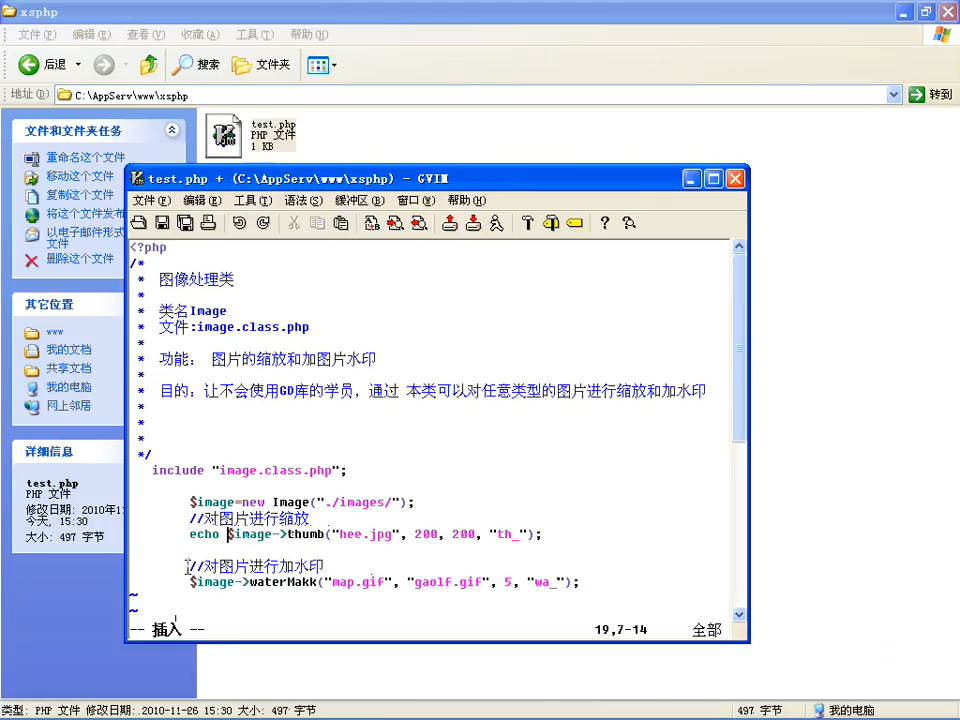 xsphp
文件(F) 编辑(E) 查看(V) 收藏(A) 工具(T) 帮助(H)
后退 搜索 文件夹
地址(D) C:\AppServ\www\xsphp 转到
文件和文件夹任务
重命名这个文件
移动这个文件
复制这个文件
将这个文件发布
以电子邮件形式
文件
删除这个文件
其它位置
www
我的文档
共享文档
我的电脑
网上邻居
详细信息
test.php
PHP 文件
修改日期: 2010年1
今天, 15:30
大小: 497 字节
test.php
PHP 文件
1 KB
test.php + (C:\AppServ\www\xsphp) - GVIM
文件(F) 编辑(E) 工具(T) 语法(S) 缓冲区(B) 窗口(W) 帮助(H)
<?php
/*
* 图像处理类
*
* 类名Image
* 文件:image.class.php
*
* 功能: 图片的缩放和加图片水印
*
* 目的:让不会使用GD库的学员,通过 本类可以对任意类型的图片进行缩放和加水印
*
*
*
*/
include "image.class.php";
$image=new Image("./images/");
//对图片进行缩放
echo $image->thumb("hee.jpg", 200, 200, "th_");
//对图片进行加水印
$image->waterMakk("map.gif", "gaolf.gif", 5, "wa_");
~
~
-- 插入 -- 19,7-14 全部
类型: PHP 文件 修改日期: 2010-11-26 15:30 大小: 497 字节 497 字节 我的电脑